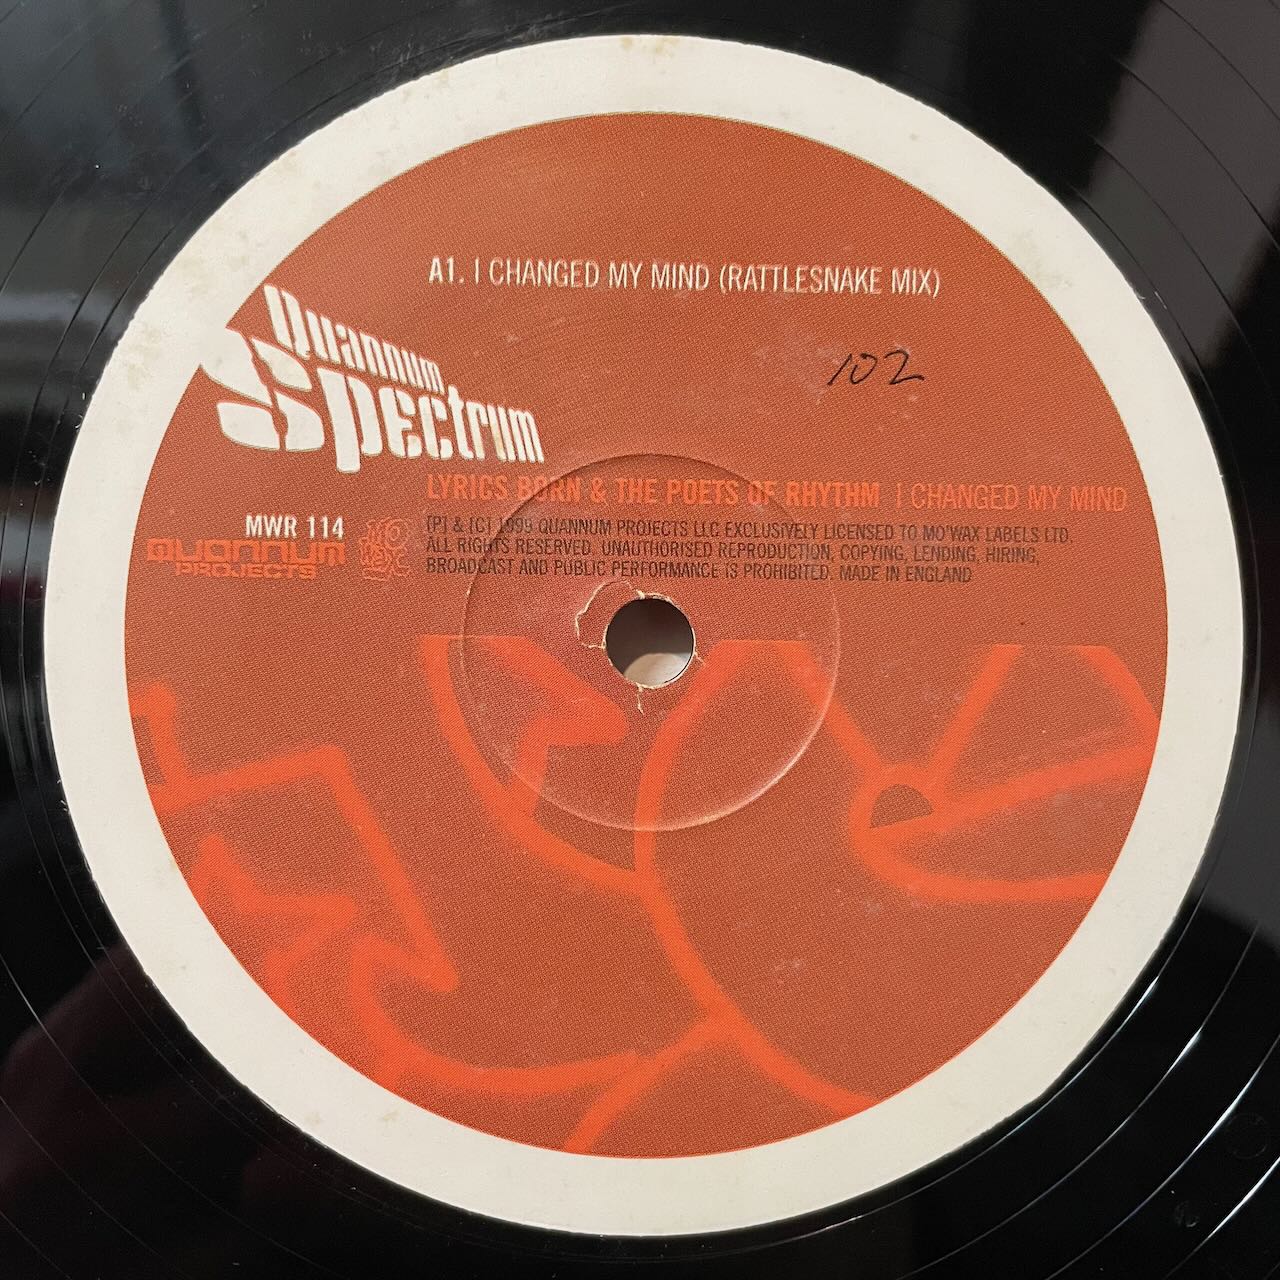 A1. I CHANGED MY MIND (RATTLESNAKE MIX)
102
Quannum
Spectrum
LYRICS BORN & THE POETS OF RHYTHM I CHANGED MY MIND
MWR 114
QUANNUM
PROJECTS
MO WAX
[P] & [C] 1999 QUANNUM PROJECTS LLC EXCLUSIVELY LICENSED TO MO'WAX LABELS LTD.
ALL RIGHTS RESERVED. UNAUTHORISED REPRODUCTION, COPYING, LENDING, HIRING,
BROADCAST AND PUBLIC PERFORMANCE IS PROHIBITED. MADE IN ENGLAND